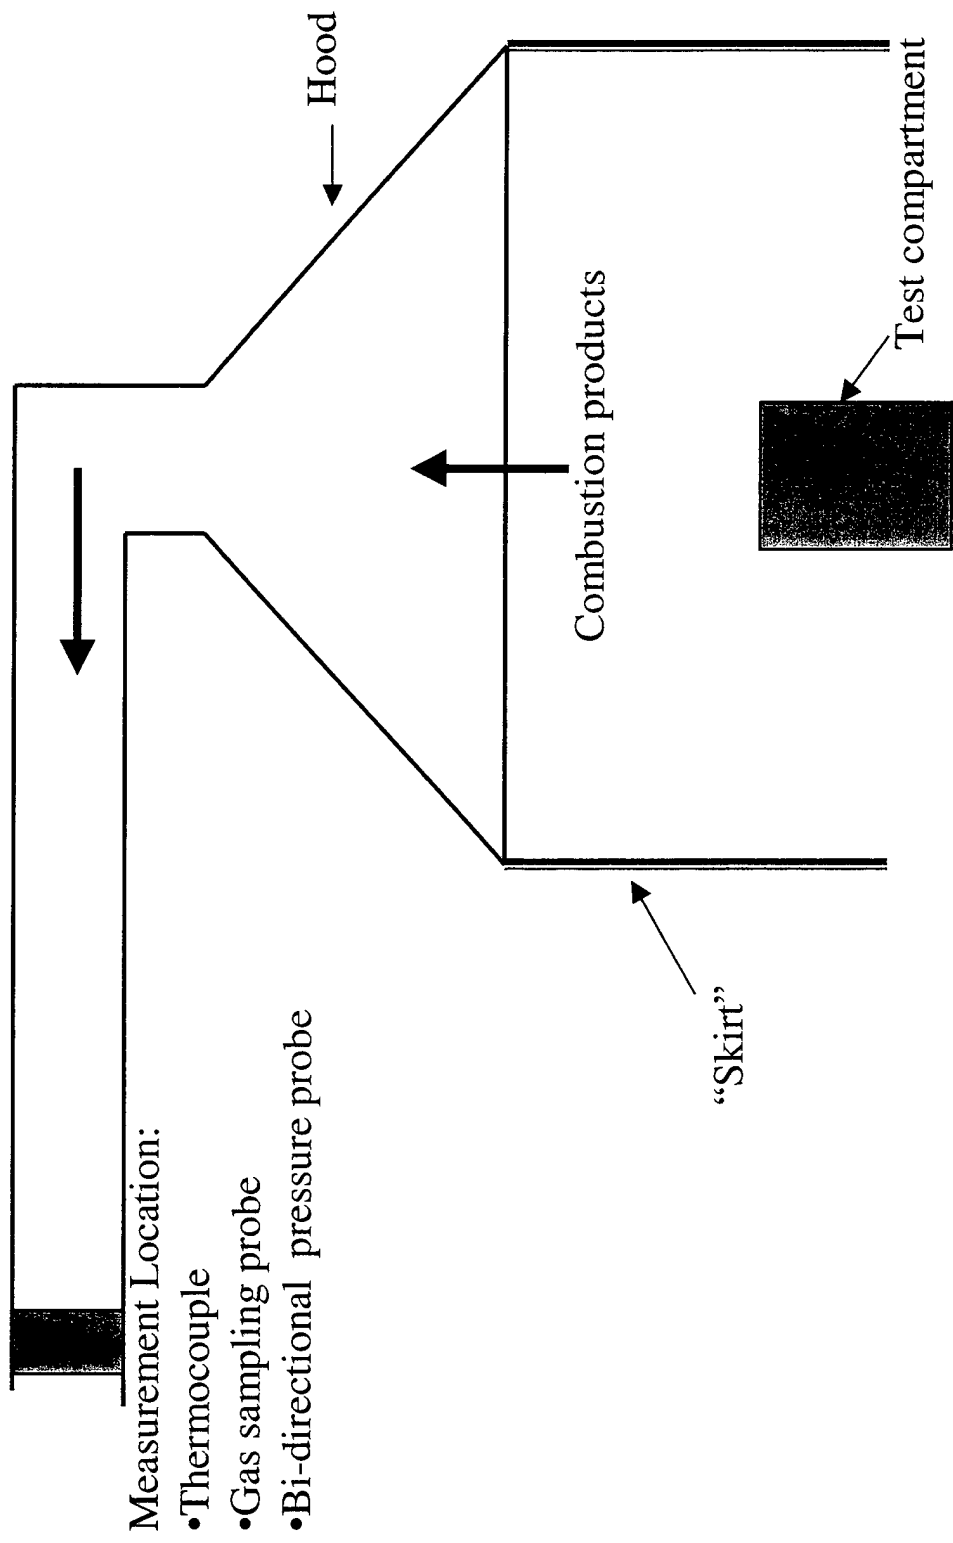 Measurement Location:
•Thermocouple
•Gas sampling probe
•Bi-directional pressure probe
Hood
Combustion products
“Skirt”
Test compartment